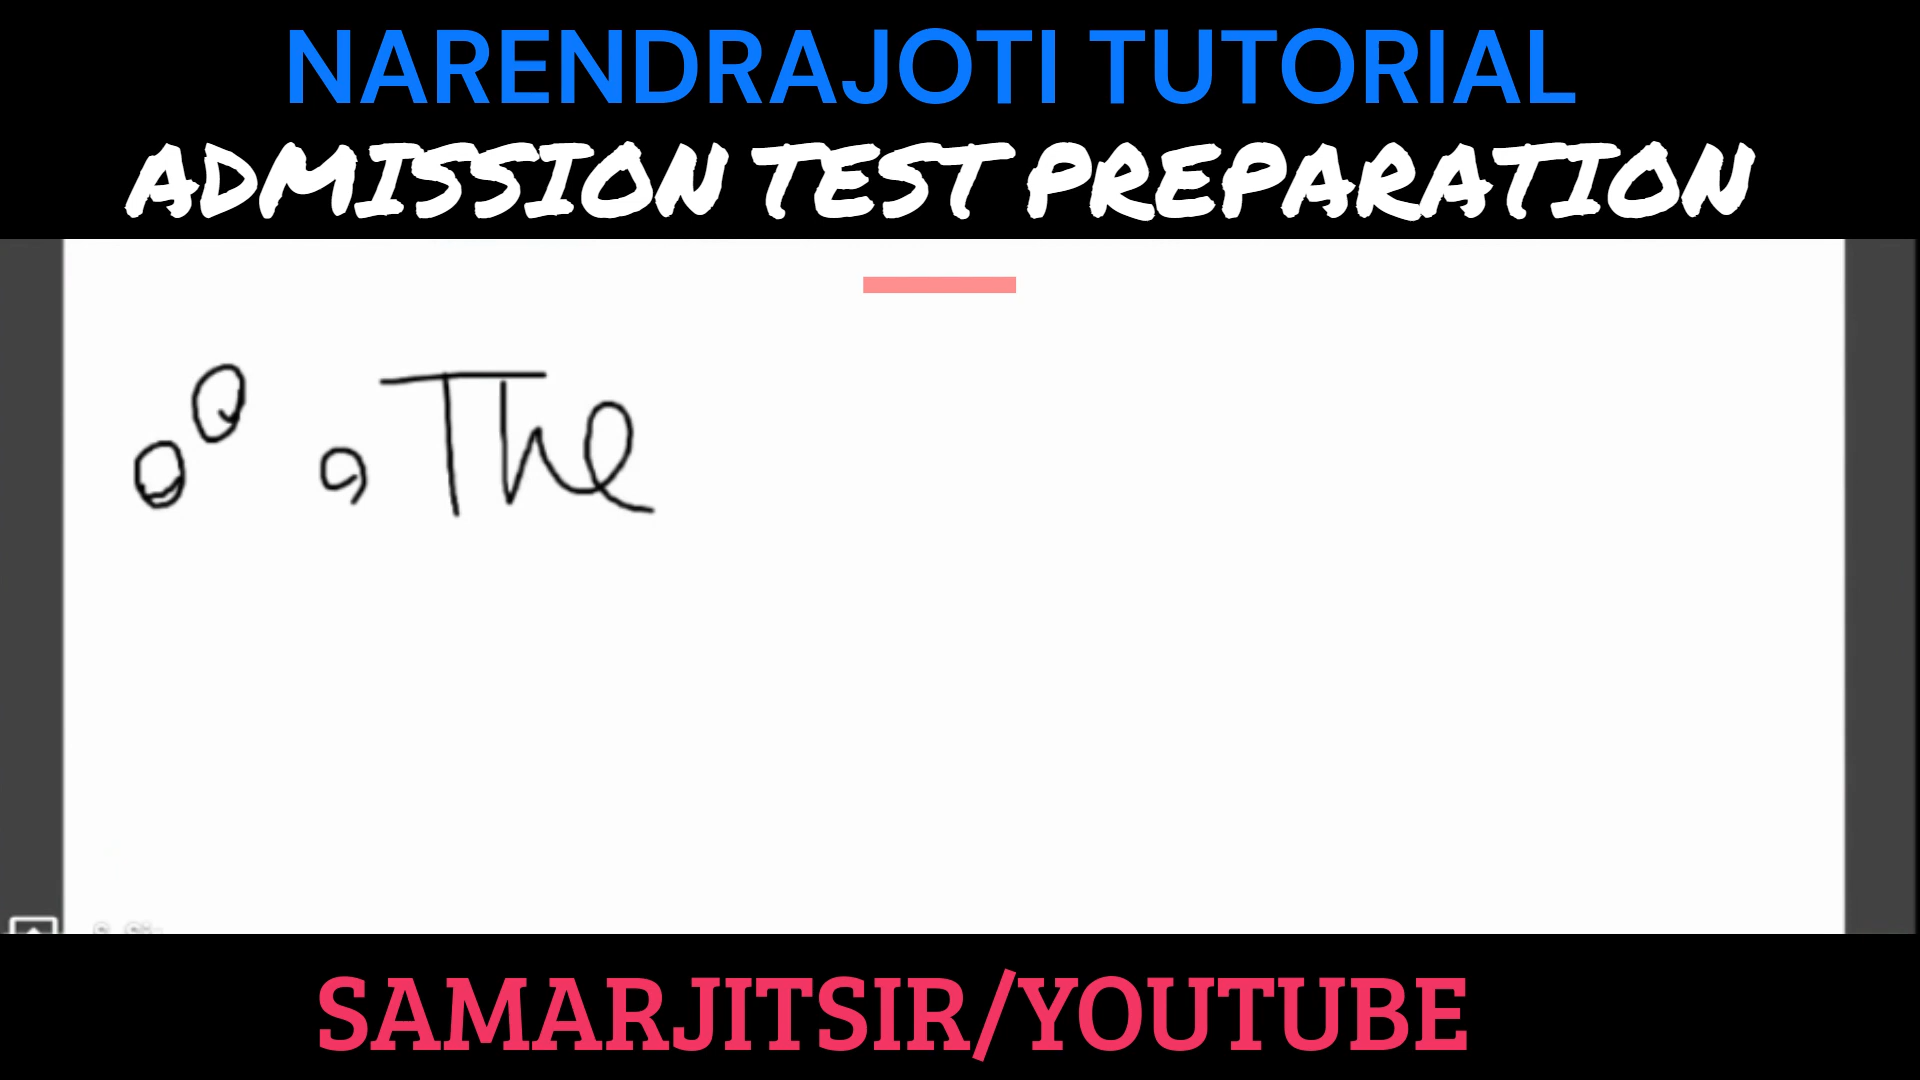 NARENDRAJOTI TUTORIAL
ADMISSION TEST PREPARATION
The
SAMARJITSIR/YOUTUBE